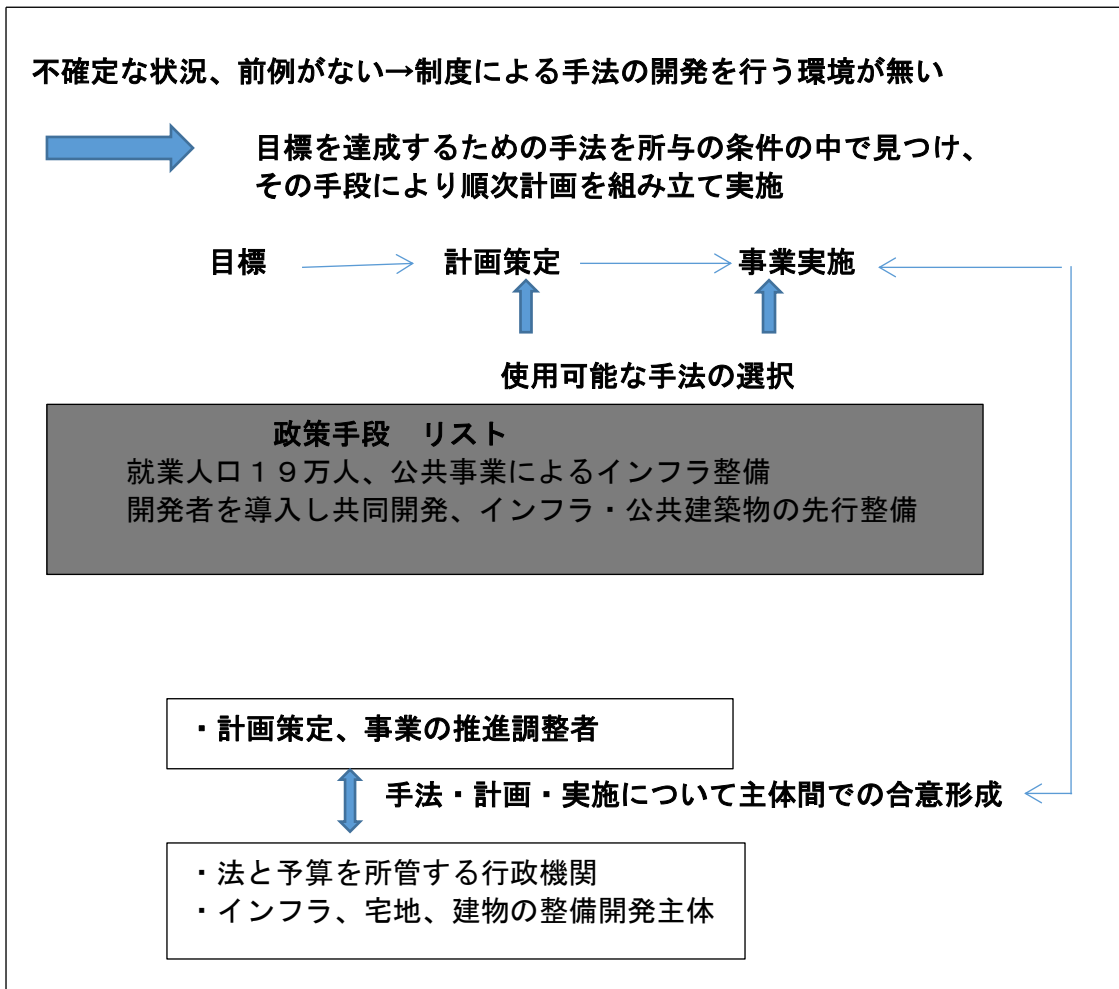 不確定な状況、前例がない→制度による手法の開発を行う環境が無い
目標を達成するための手法を所与の条件の中で見つけ、
その手段により順次計画を組み立て実施
目標 計画策定 事業実施
使用可能な手法の選択
政策手段 リスト
就業人口１９万人、公共事業によるインフラ整備
開発者を導入し共同開発、インフラ・公共建築物の先行整備
・計画策定、事業の推進調整者
手法・計画・実施について主体間での合意形成
・法と予算を所管する行政機関
・インフラ、宅地、建物の整備開発主体